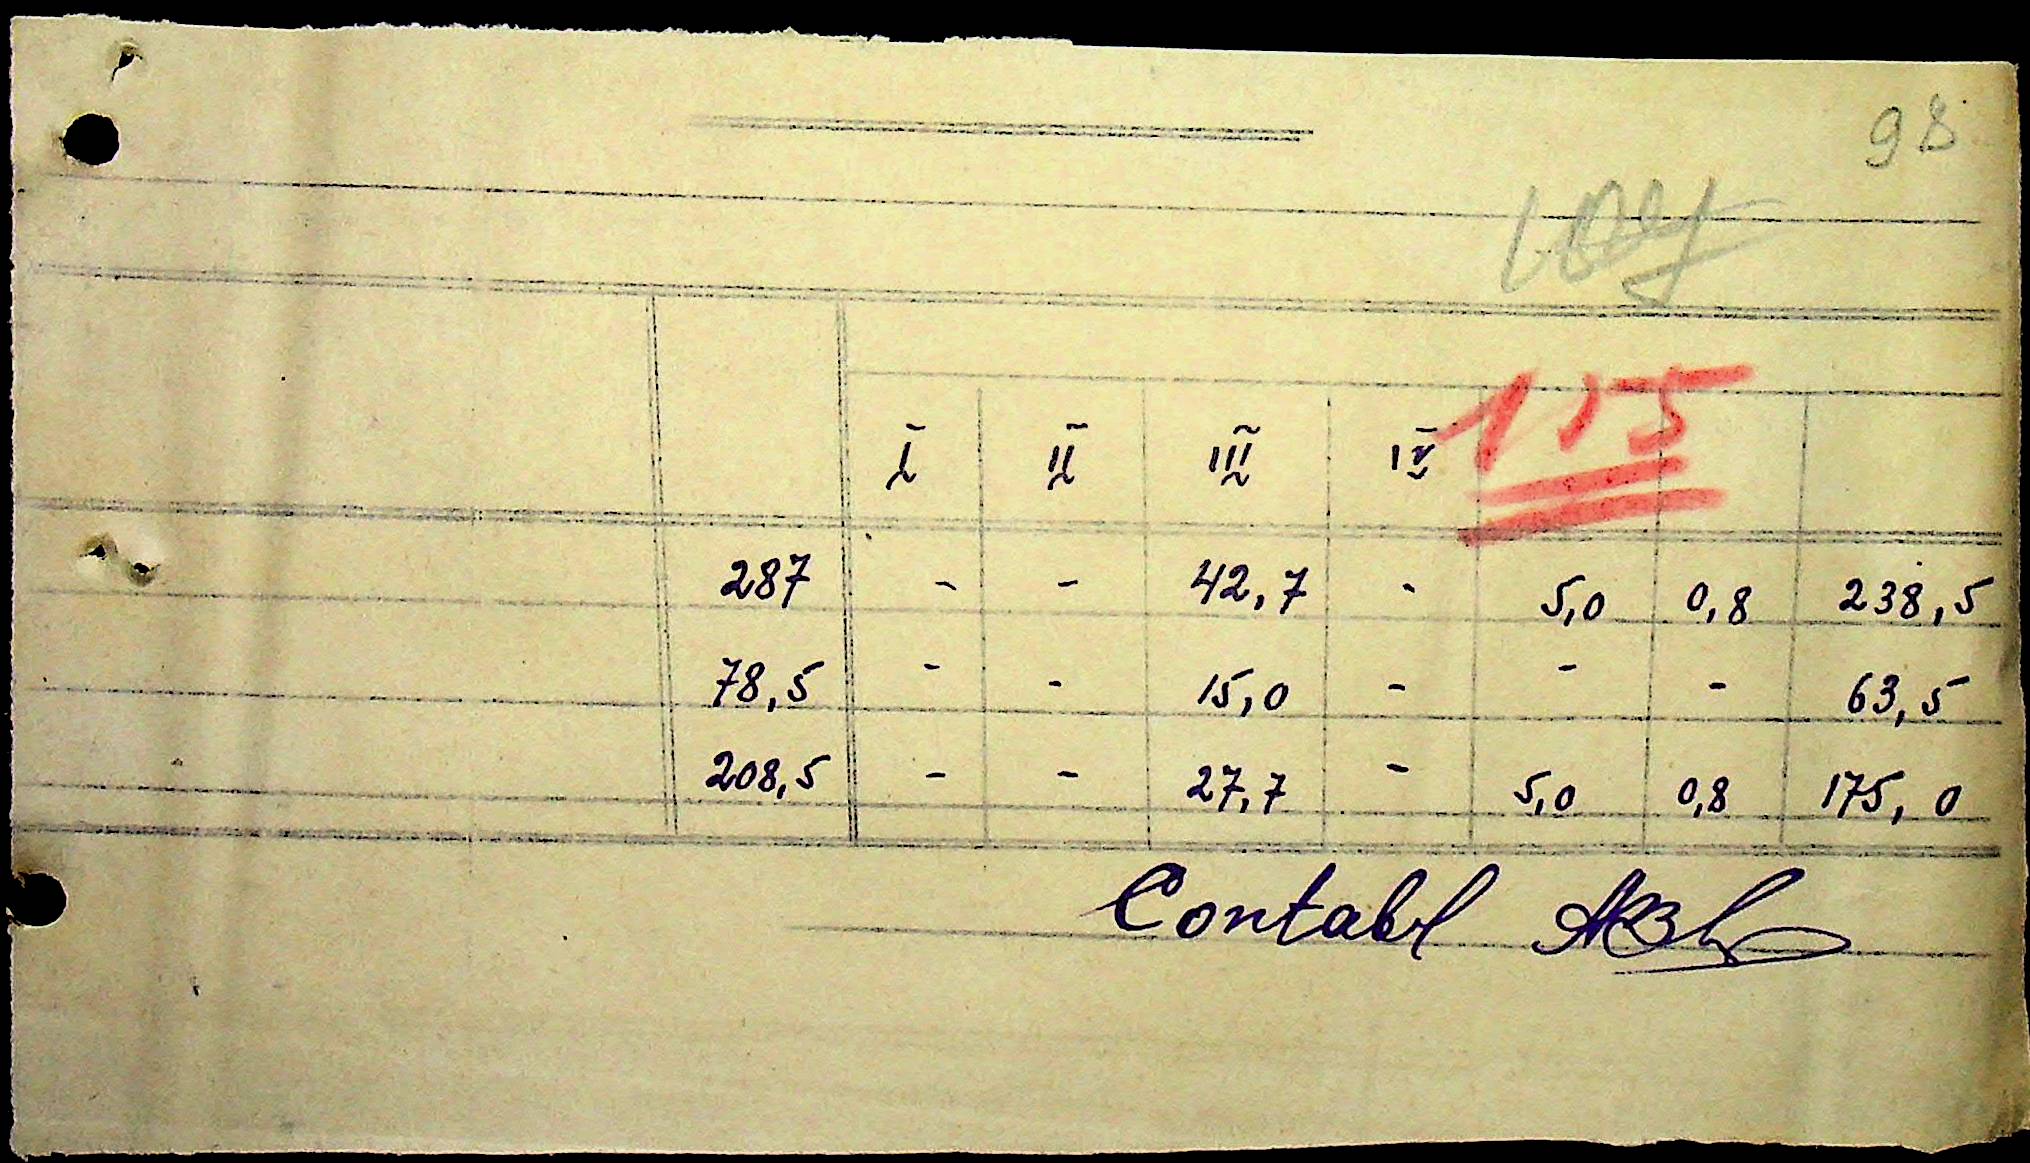 98
115
I II III IV
287 - - 42,7 - 5,0 0,8 238,5
78,5 - - 15,0 - - - 63,5
208,5 - - 27,7 - 5,0 0,8 175,0
Contabl